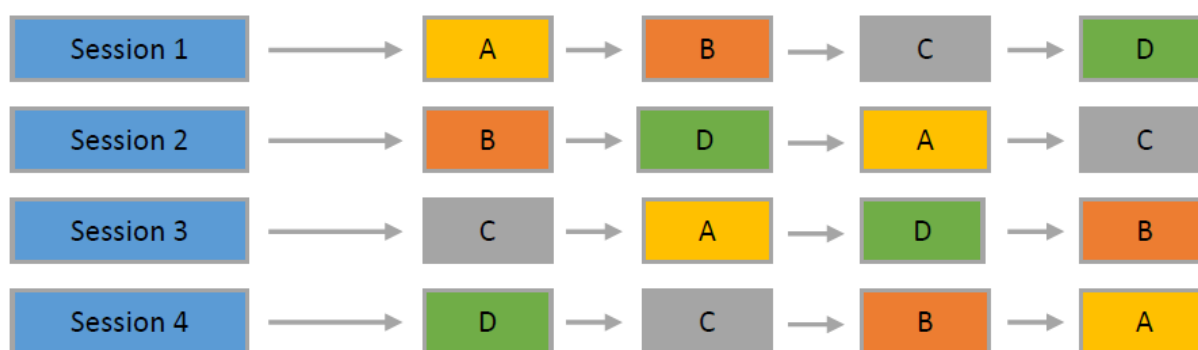 Session 1 A B C D
Session 2 B D A C
Session 3 C A D B
Session 4 D C B A